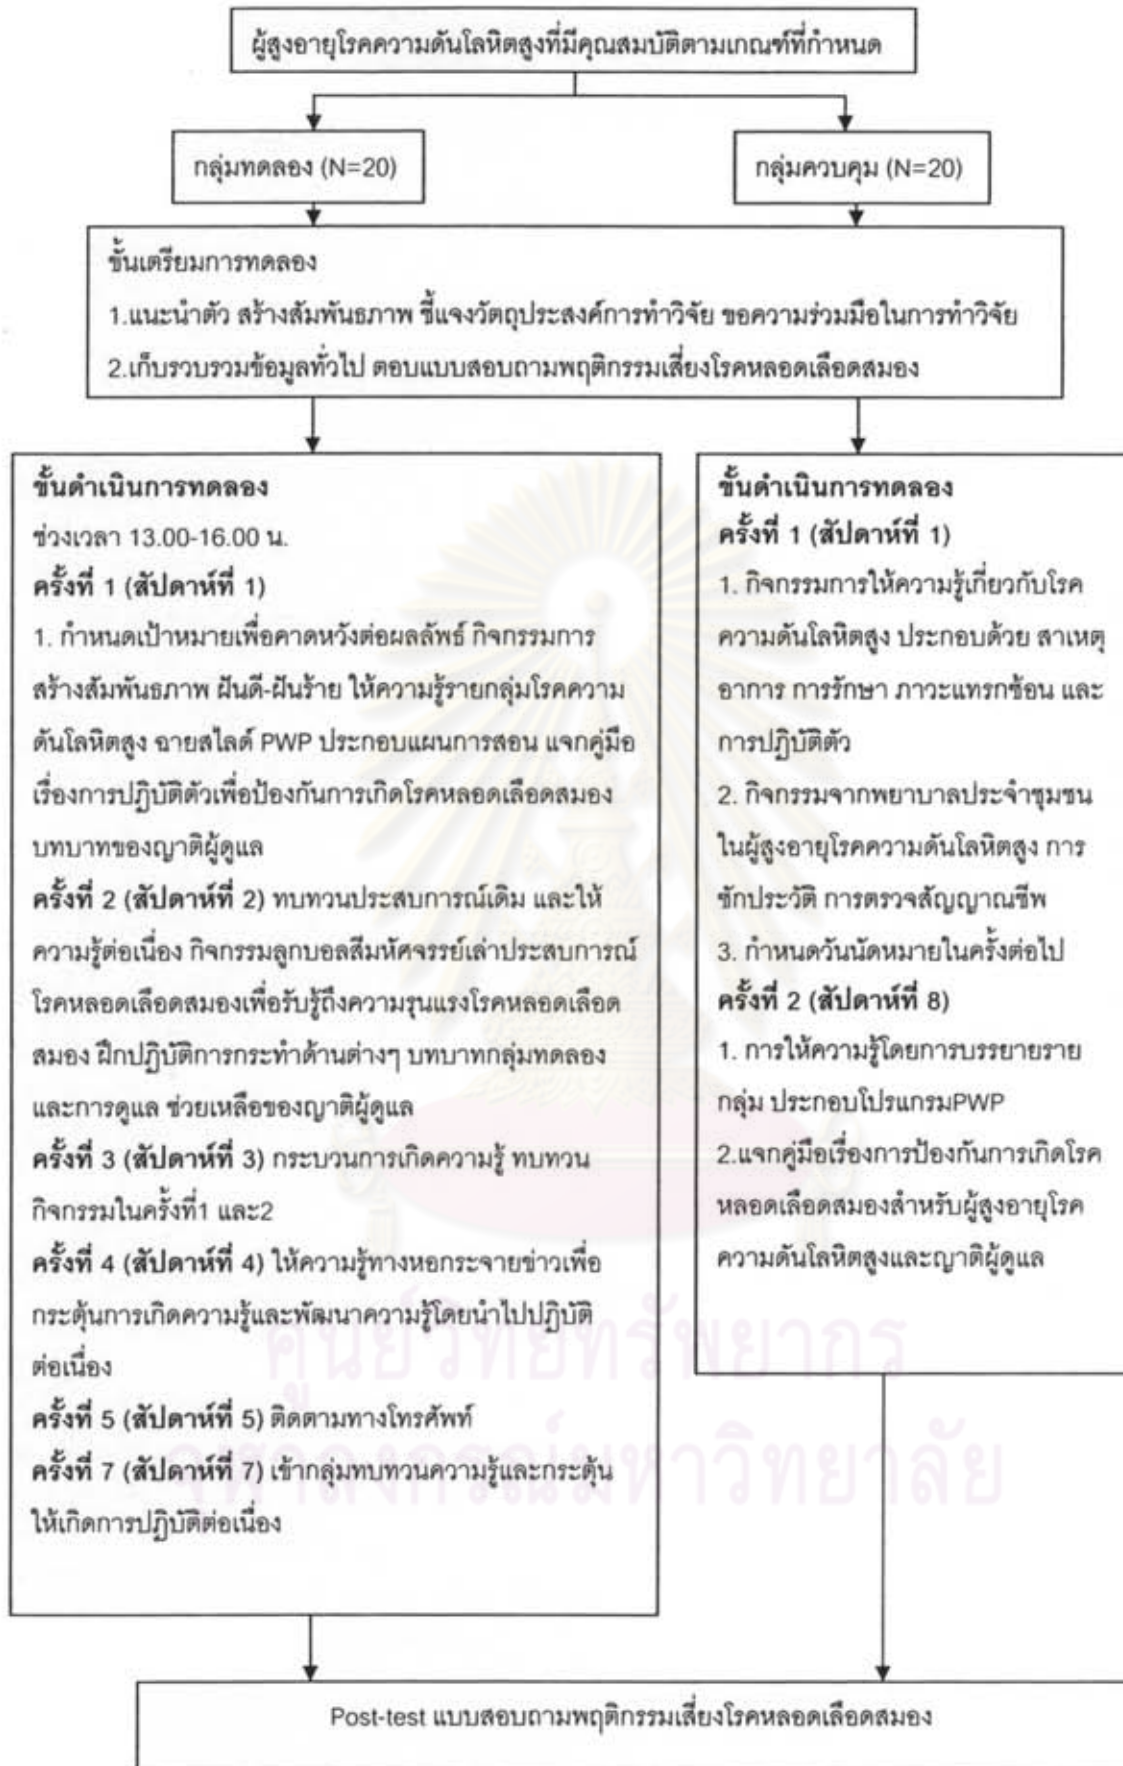 ผู้สูงอายุโรคความดันโลหิตสูงที่มีคุณสมบัติตามเกณฑ์ที่กำหนด
กลุ่มทดลอง (N=20)
กลุ่มควบคุม (N=20)
ขั้นเตรียมการทดลอง
1.แนะนำตัว สร้างสัมพันธภาพ ชี้แจงวัตถุประสงค์การทำวิจัย ขอความร่วมมือในการทำวิจัย
2.เก็บรวบรวมข้อมูลทั่วไป ตอบแบบสอบถามพฤติกรรมเสี่ยงโรคหลอดเลือดสมอง
ขั้นดำเนินการทดลอง
ช่วงเวลา 13.00-16.00 น.
ครั้งที่ 1 (สัปดาห์ที่ 1)
1. กำหนดเป้าหมายเพื่อคาดหวังต่อผลลัพธ์ กิจกรรมการ
สร้างสัมพันธภาพ ฝันดี-ฝันร้าย ให้ความรู้รายกลุ่มโรคความ
ดันโลหิตสูง ฉายสไลด์ PWP ประกอบแผนการสอน แจกคู่มือ
เรื่องการปฏิบัติตัวเพื่อป้องกันการเกิดโรคหลอดเลือดสมอง
บทบาทของญาติผู้ดูแล
ครั้งที่ 2 (สัปดาห์ที่ 2) ทบทวนประสบการณ์เดิม และให้
ความรู้ต่อเนื่อง กิจกรรมลูกบอลสีมหัศจรรย์เล่าประสบการณ์
โรคหลอดเลือดสมองเพื่อรับรู้ถึงความรุนแรงโรคหลอดเลือด
สมอง ฝึกปฏิบัติการกระทำด้านต่างๆ บทบาทกลุ่มทดลอง
และการดูแล ช่วยเหลือของญาติผู้ดูแล
ครั้งที่ 3 (สัปดาห์ที่ 3) กระบวนการเกิดความรู้ ทบทวน
กิจกรรมในครั้งที่1 และ2
ครั้งที่ 4 (สัปดาห์ที่ 4) ให้ความรู้ทางหอกระจายข่าวเพื่อ
กระตุ้นการเกิดความรู้และพัฒนาความรู้โดยนำไปปฏิบัติ
ต่อเนื่อง
ครั้งที่ 5 (สัปดาห์ที่ 5) ติดตามทางโทรศัพท์
ครั้งที่ 7 (สัปดาห์ที่ 7) เข้ากลุ่มทบทวนความรู้และกระตุ้น
ให้เกิดการปฏิบัติต่อเนื่อง
ขั้นดำเนินการทดลอง
ครั้งที่ 1 (สัปดาห์ที่ 1)
1. กิจกรรมการให้ความรู้เกี่ยวกับโรค
ความดันโลหิตสูง ประกอบด้วย สาเหตุ
อาการ การรักษา ภาวะแทรกซ้อน และ
การปฏิบัติตัว
2. กิจกรรมจากพยาบาลประจำชุมชน
ในผู้สูงอายุโรคความดันโลหิตสูง การ
ซักประวัติ การตรวจสัญญาณชีพ
3. กำหนดวันนัดหมายในครั้งต่อไป
ครั้งที่ 2 (สัปดาห์ที่ 8)
1. การให้ความรู้โดยการบรรยายราย
กลุ่ม ประกอบโปรแกรมPWP
2.แจกคู่มือเรื่องการป้องกันการเกิดโรค
หลอดเลือดสมองสำหรับผู้สูงอายุโรค
ความดันโลหิตสูงและญาติผู้ดูแล
ศูนย์วิทยทรัพยากร
จุฬาลงกรณ์มหาวิทยาลัย
Post-test แบบสอบถามพฤติกรรมเสี่ยงโรคหลอดเลือดสมอง